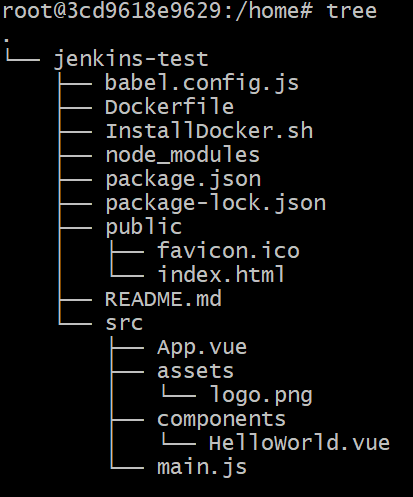 root@3cd9618e9629:/home# tree
.
└── jenkins-test
    ├── babel.config.js
    ├── Dockerfile
    ├── InstallDocker.sh
    ├── node_modules
    ├── package.json
    ├── package-lock.json
    ├── public
    │   ├── favicon.ico
    │   └── index.html
    ├── README.md
    └── src
        ├── App.vue
        ├── assets
        │   └── logo.png
        ├── components
        │   └── HelloWorld.vue
        └── main.js